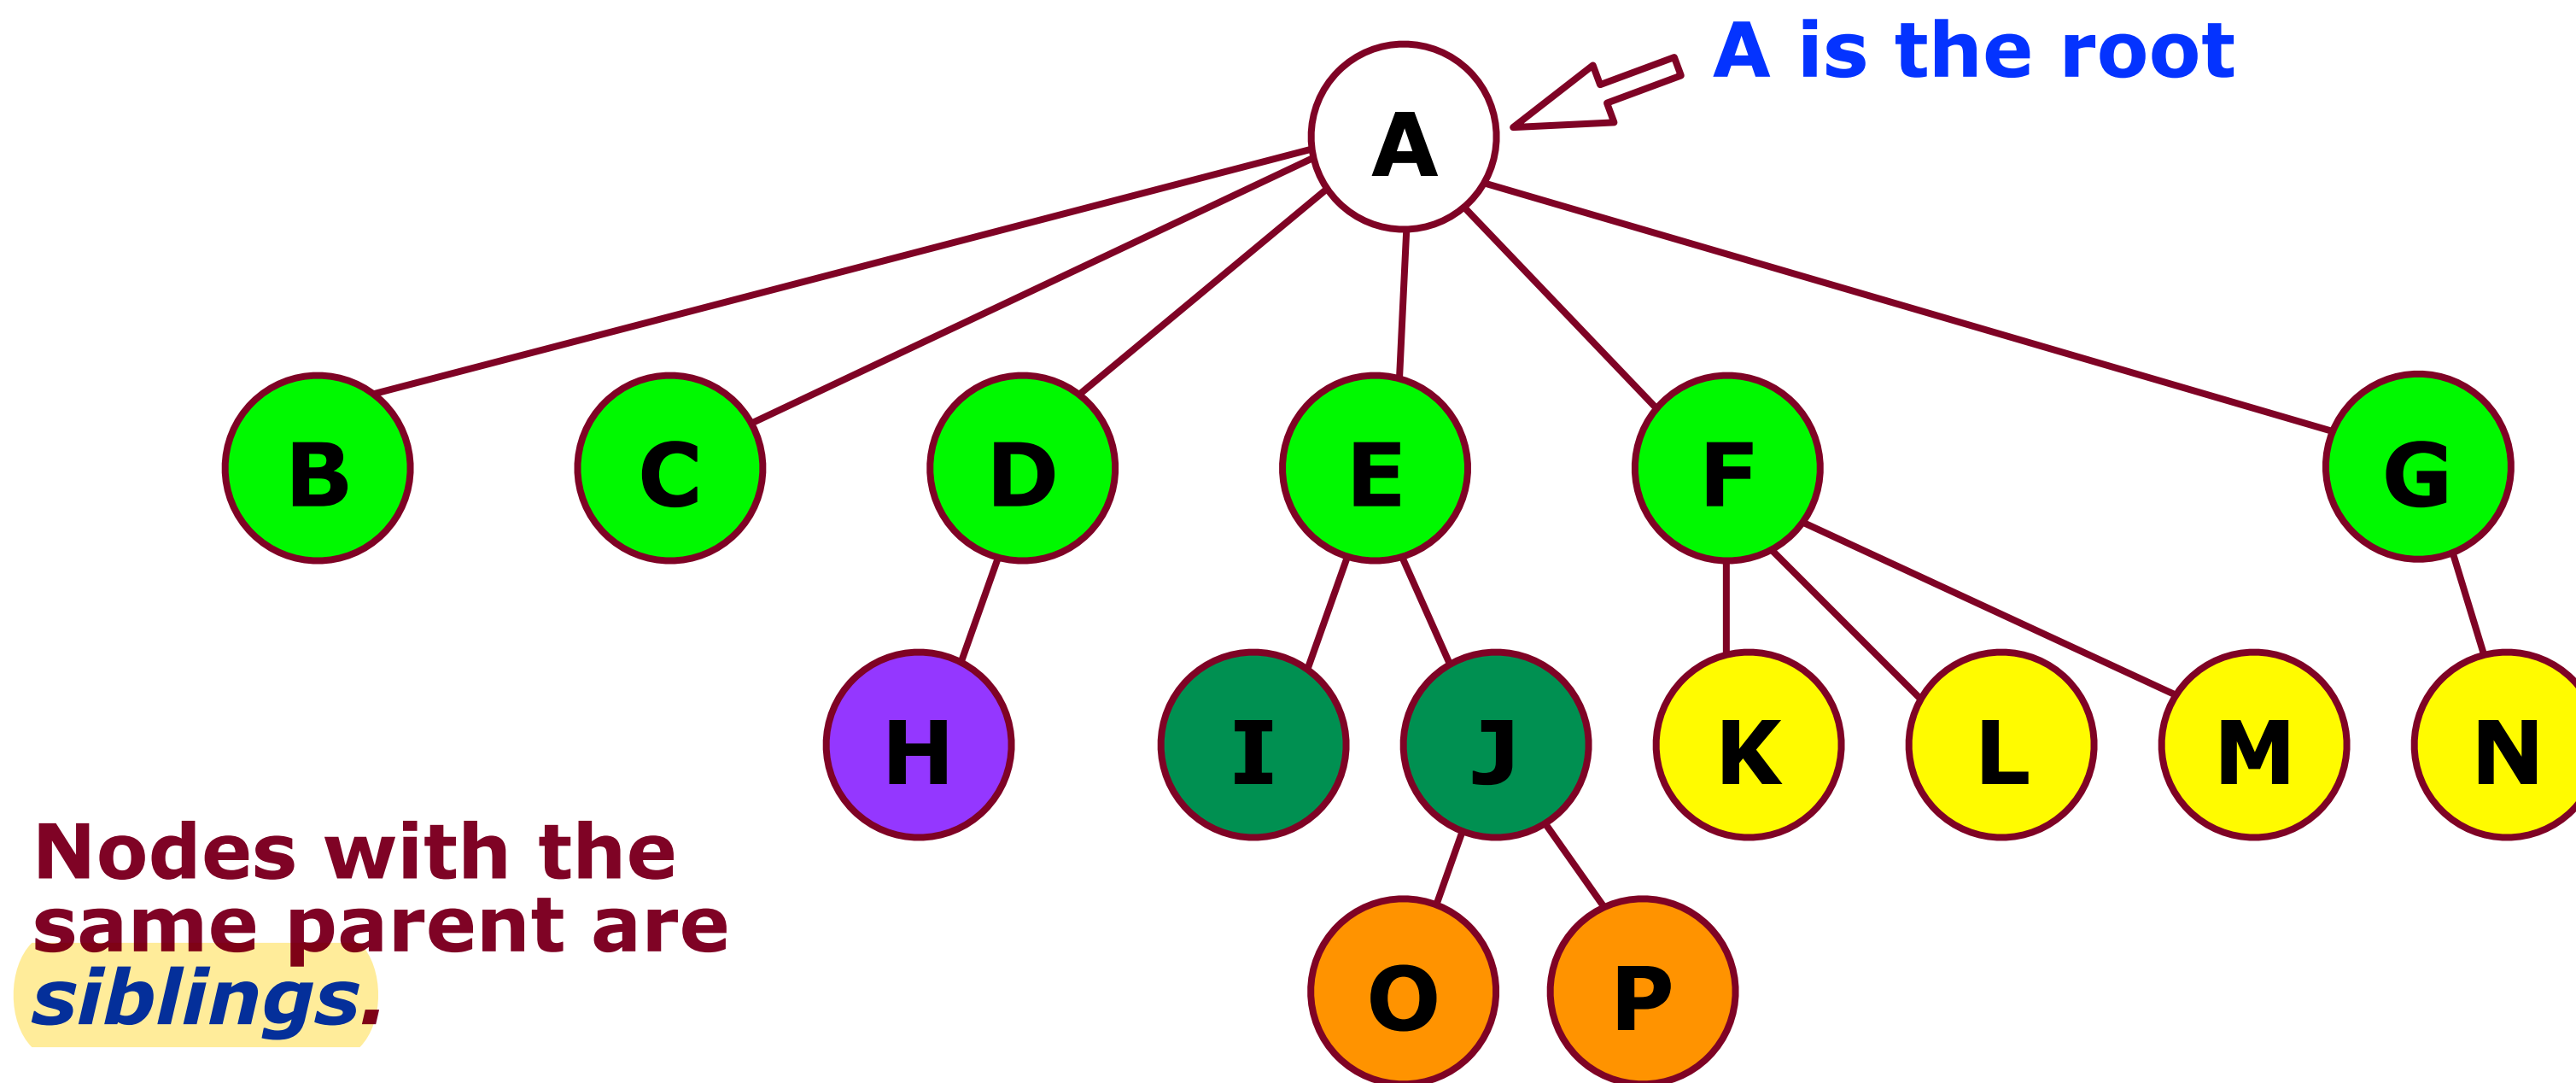 A is the root
A
B C D E F G
H I J K L M N
Nodes with the
same parent are
siblings.
O P